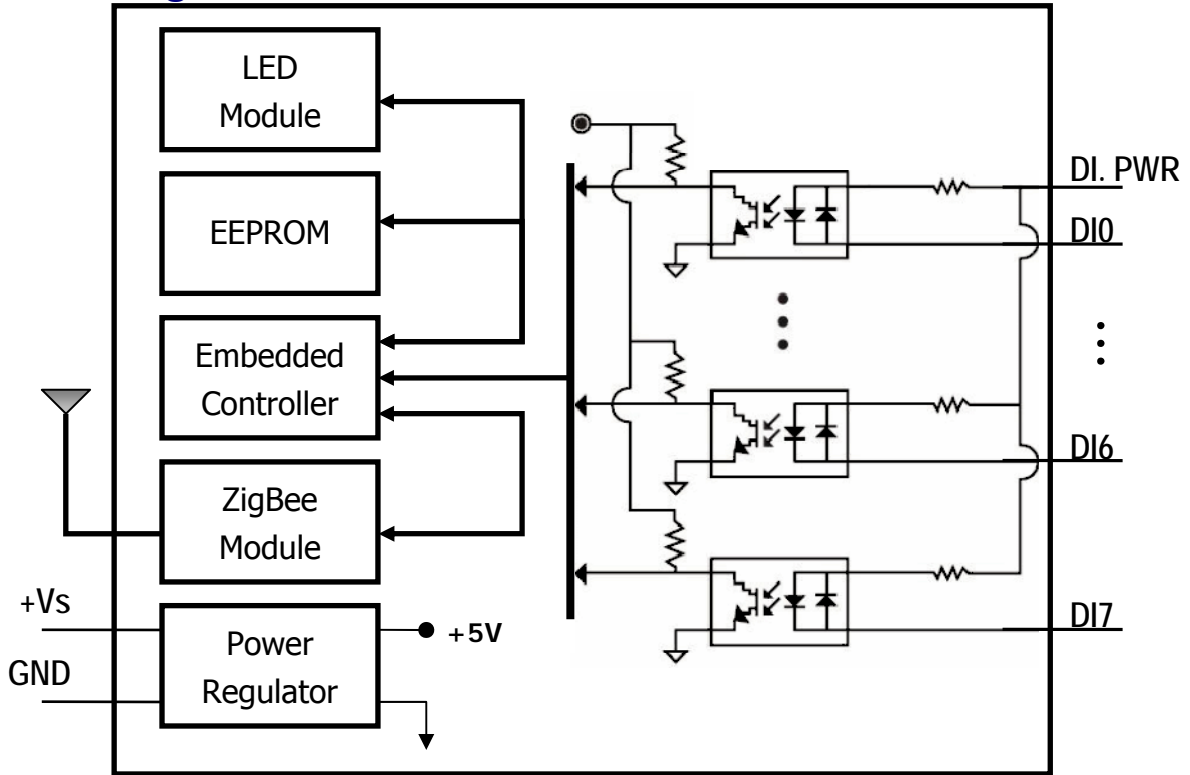 LED
Module
EEPROM
Embedded
Controller
ZigBee
Module
+Vs
GND
Power
Regulator
+5V
DI. PWR
DI0
DI6
DI7